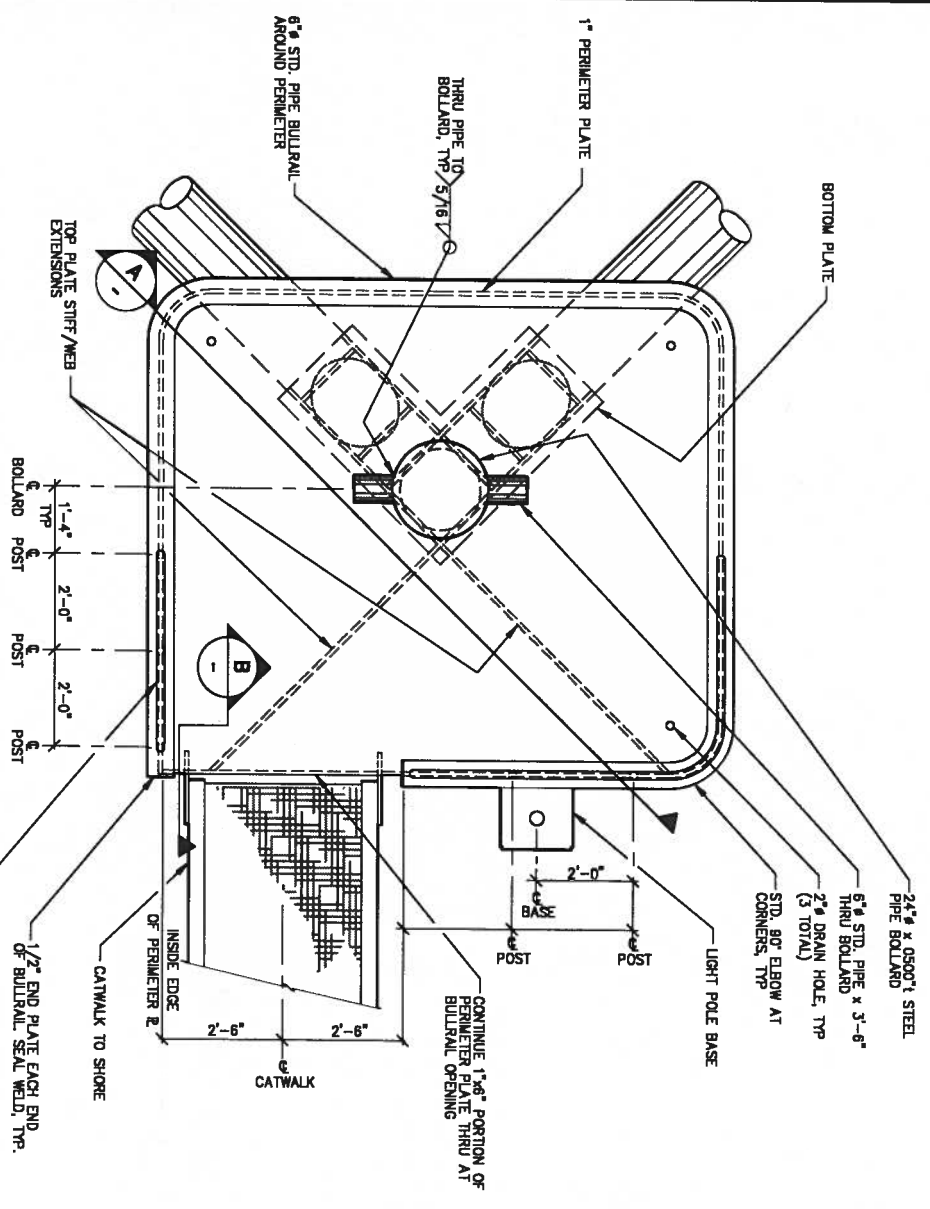 6"ø STD. PIPE BULLRAIL
AROUND PERIMETER
THRU PIPE TO
BOLLARD, TYP
5/16
1" PERIMETER PLATE
BOTTOM PLATE
TOP PLATE STIFF/WEB
EXTENSIONS
A
-
B
-
24"ø x 0500"t STEEL
PIPE BOLLARD
6"ø STD. PIPE x 3'-6"
THRU BOLLARD
2"ø DRAIN HOLE, TYP
(3 TOTAL)
STD. 90° ELBOW AT
CORNERS, TYP
LIGHT POLE BASE
2'-0"
℄
BASE
℄
POST
℄
POST
CONTINUE 1"x6" PORTION OF
PERIMETER PLATE THRU AT
BULLRAIL OPENING
INSIDE EDGE
OF PERIMETER ⅊
2'-6"
2'-6"
℄
CATWALK
CATWALK TO SHORE
1/2" END PLATE EACH END
OF BULLRAIL SEAL WELD, TYP.
℄
BOLLARD
1'-4"
TYP
℄
POST
2'-0"
℄
POST
2'-0"
℄
POST